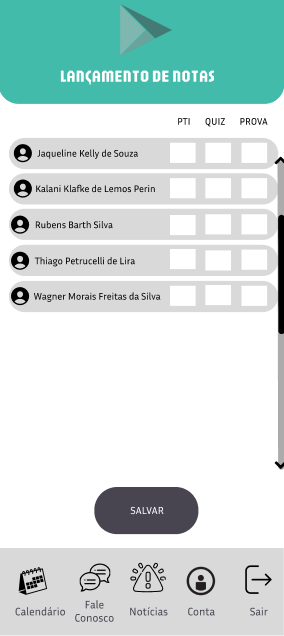 LANÇAMENTO DE NOTAS
PTI QUIZ PROVA
Jaqueline Kelly de Souza
Kalani Klafke de Lemos Perin
Rubens Barth Silva
Thiago Petrucelli de Lira
Wagner Morais Freitas da Silva
SALVAR
Calendário
Fale
Conosco
Notícias
Conta
Sair